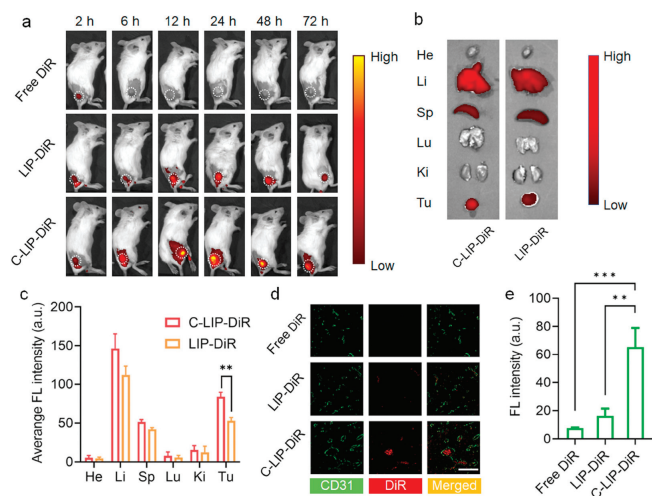 a
2 h 6 h 12 h 24 h 48 h 72 h
Free DiR
LIP-DiR
C-LIP-DiR
High
Low
b
He
Li
Sp
Lu
Ki
Tu
C-LIP-DiR
LIP-DiR
High
Low
c
Averange FL intensity (a.u.)
200
150
100
50
0
C-LIP-DiR
LIP-DiR
**
He Li Sp Lu Ki Tu
d
Free DiR
LIP-DiR
C-LIP-DiR
CD31 DiR Merged
e
FL intensity (a.u.)
100
80
60
40
20
0
***
**
Free DiR
LIP-DiR
C-LIP-DiR